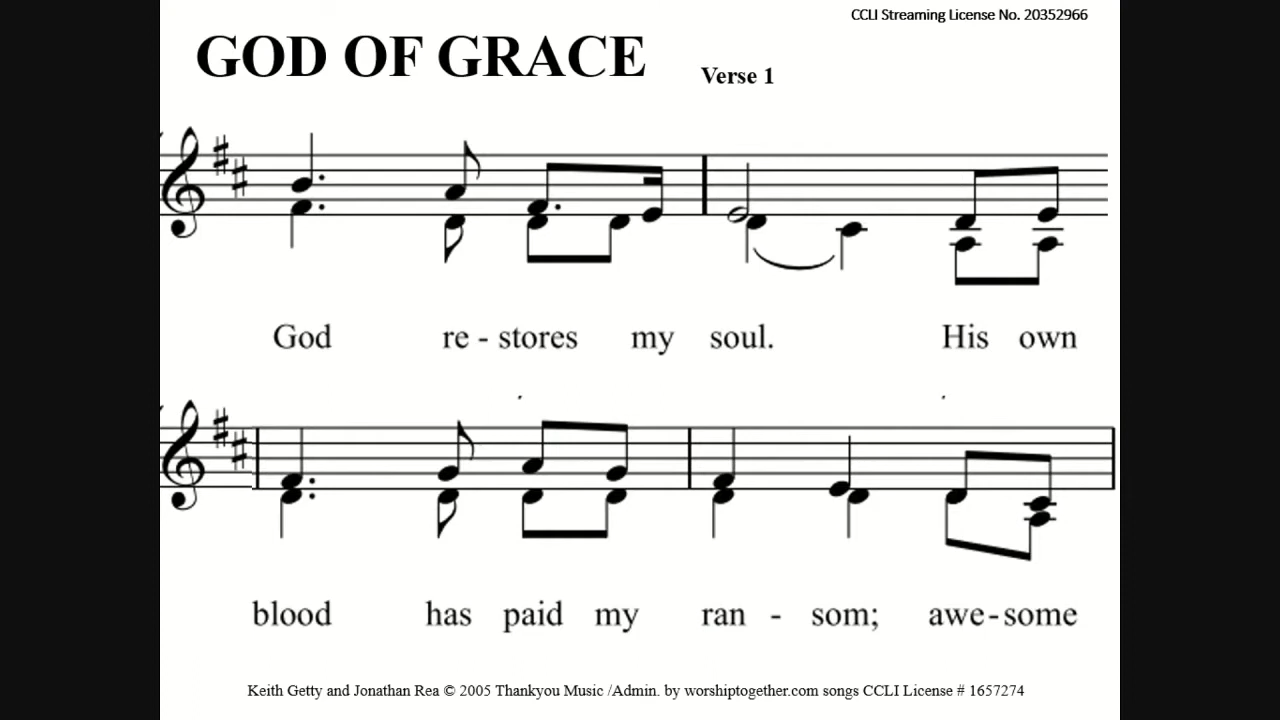 CCLI Streaming License No. 20352966
GOD OF GRACE
Verse 1
God re - stores my soul. His own
blood has paid my ran - som; awe-some
Keith Getty and Jonathan Rea © 2005 Thankyou Music /Admin. by worshiptogether.com songs CCLI License # 1657274